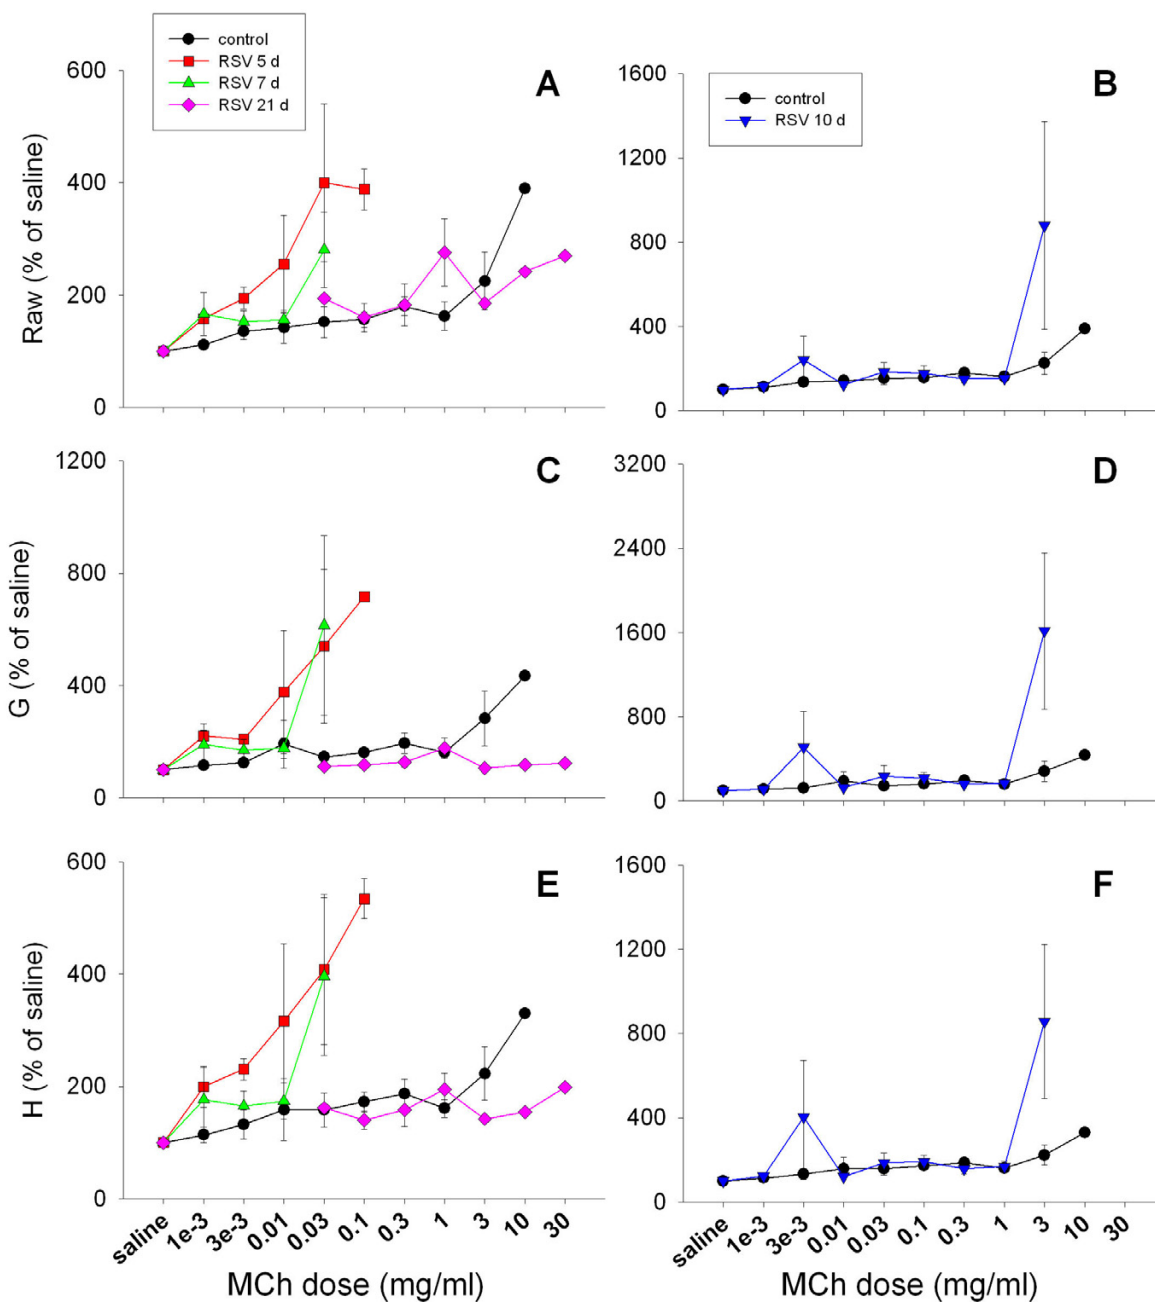 control
RSV 5 d
RSV 7 d
RSV 21 d
A
600
400
200
0
Raw (% of saline)
control
RSV 10 d
B
1600
1200
800
400
0
C
1200
800
400
0
G (% of saline)
D
3200
2400
1600
800
0
E
600
400
200
0
H (% of saline)
saline
1e-3
3e-3
0.01
0.03
0.1
0.3
1
3
10
30
MCh dose (mg/ml)
F
1600
1200
800
400
0
saline
1e-3
3e-3
0.01
0.03
0.1
0.3
1
3
10
30
MCh dose (mg/ml)